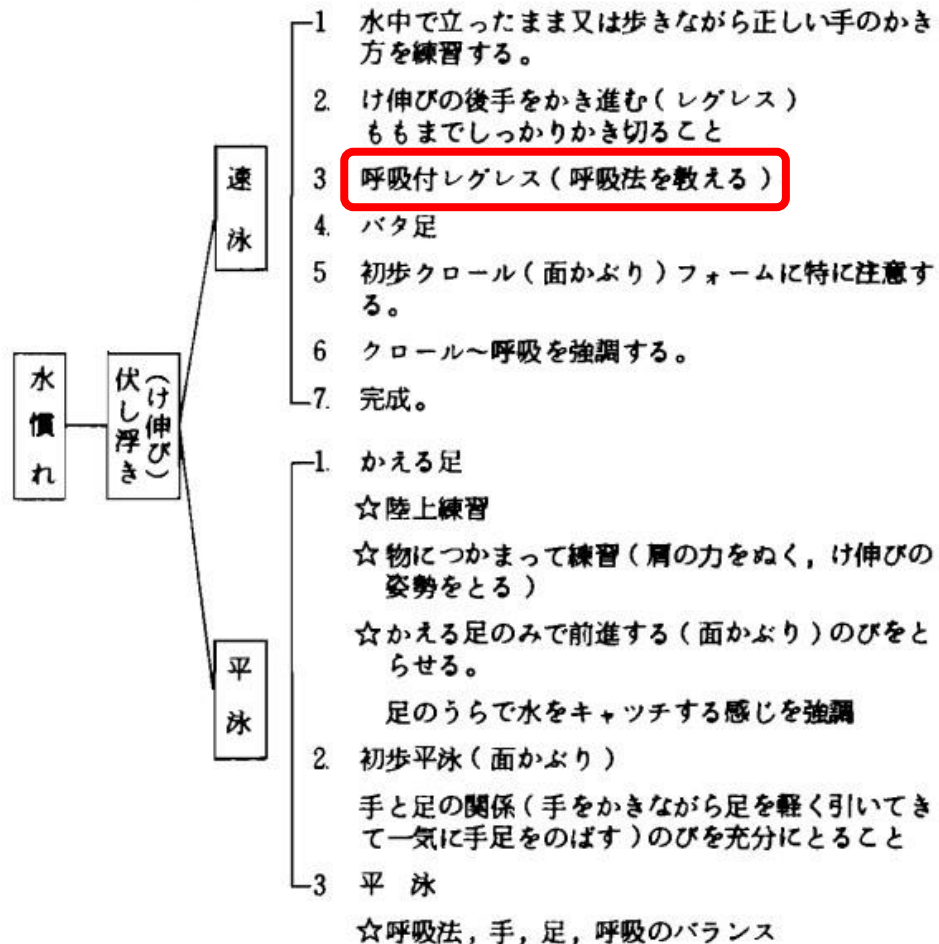 水慣れ
伏し浮き
(け伸び)
速泳
1 水中で立ったまま又は歩きながら正しい手のかき
方を練習する。
2. け伸びの後手をかき進む(レグレス)
ももまでしっかりかき切ること
3 呼吸付レグレス(呼吸法を教える)
4. バタ足
5 初歩クロール(面かぶり)フォームに特に注意す
る。
6 クロール～呼吸を強調する。
7. 完成。
平泳
1. かえる足
☆陸上練習
☆物につかまって練習(肩の力をぬく,け伸びの
姿勢をとる)
☆かえる足のみで前進する(面かぶり)のびをと
らせる。
足のうらで水をキャッチする感じを強調
2. 初歩平泳(面かぶり)
手と足の関係(手をかきながら足を軽く引いてき
て一気に手足をのばす)のびを充分にとること
3 平 泳
☆呼吸法,手,足,呼吸のバランス